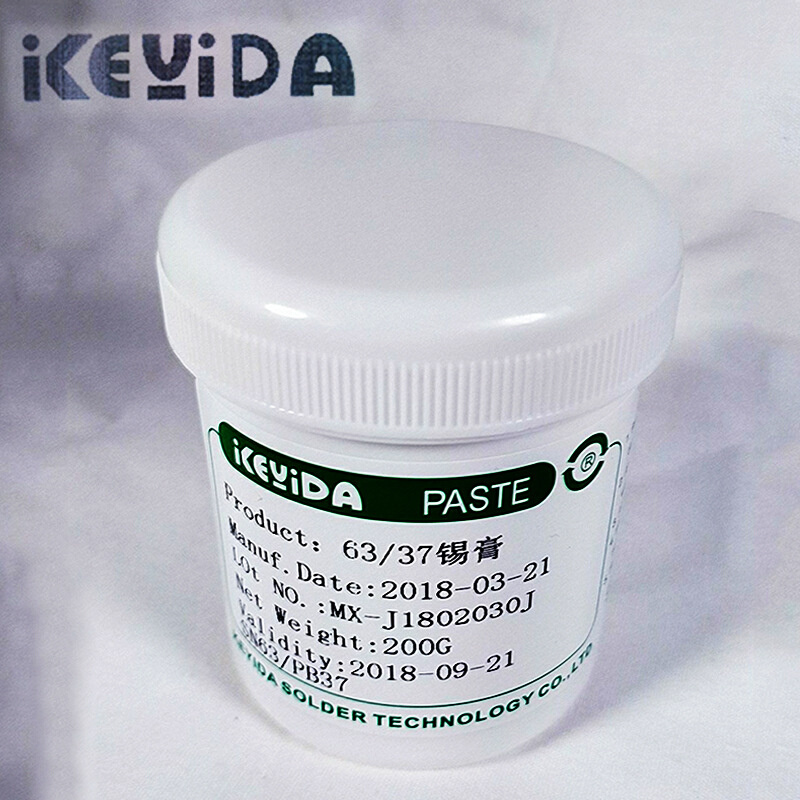 iKEYiDA
iKEYiDA PASTE ®
Product: 63/37锡膏
Manuf.Date:2018-03-21
LOt NO.:MX-J1802030J
Net Weight:200G
Validity:2018-09-21
SN63/PB37
KEYiDA SOLDER TECHNOLOGY CO.,LTD